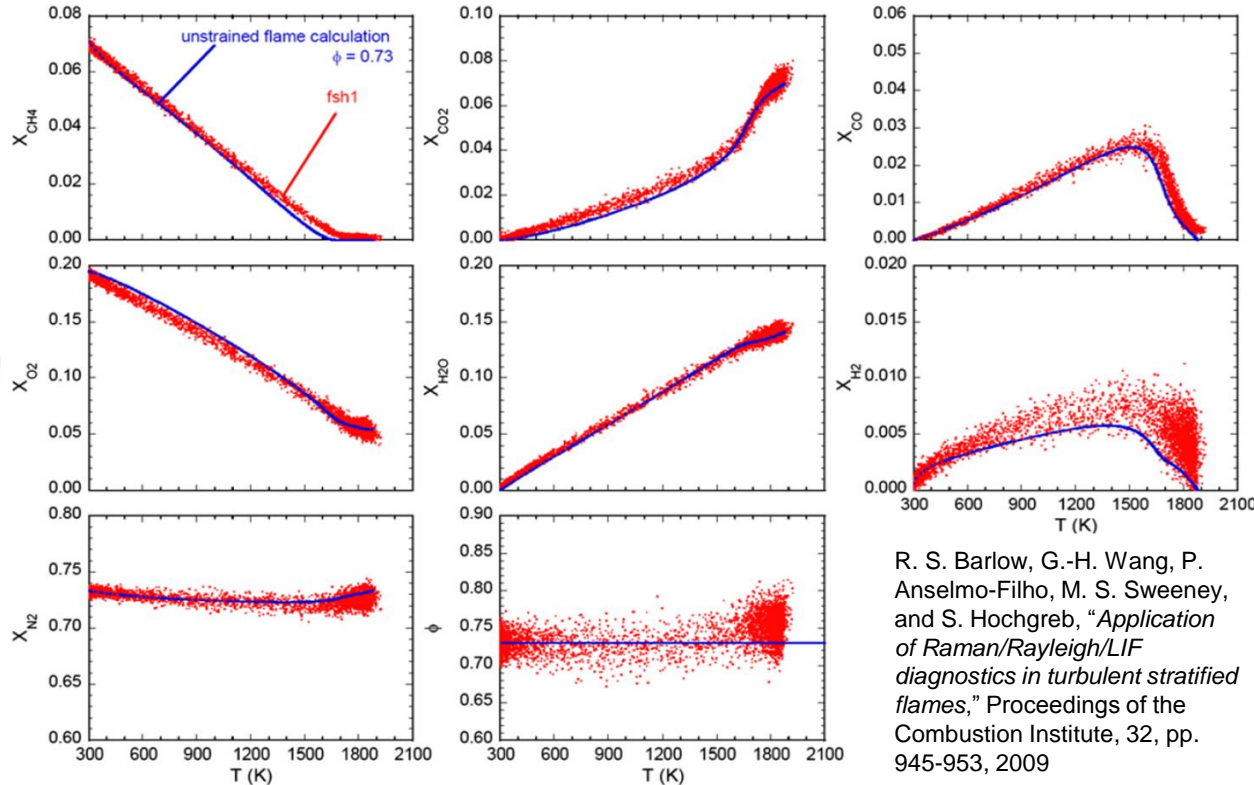 0.08
0.06
0.04
0.02
0.00
X_CH4
unstrained flame calculation
ϕ = 0.73
fsh1
0.10
0.08
0.06
0.04
0.02
0.00
X_CO2
0.06
0.05
0.04
0.03
0.02
0.01
0.00
X_CO
0.20
0.15
0.10
0.05
0.00
X_O2
0.20
0.15
0.10
0.05
0.00
X_H2O
0.020
0.015
0.010
0.005
0.000
X_H2
300 600 900 1200 1500 1800 2100
T (K)
0.80
0.75
0.70
0.65
0.60
X_N2
300 600 900 1200 1500 1800 2100
T (K)
0.90
0.85
0.80
0.75
0.70
0.65
0.60
ϕ
300 600 900 1200 1500 1800 2100
T (K)
R. S. Barlow, G.-H. Wang, P.
Anselmo-Filho, M. S. Sweeney,
and S. Hochgreb, “Application
of Raman/Rayleigh/LIF
diagnostics in turbulent stratified
flames,” Proceedings of the
Combustion Institute, 32, pp.
945-953, 2009